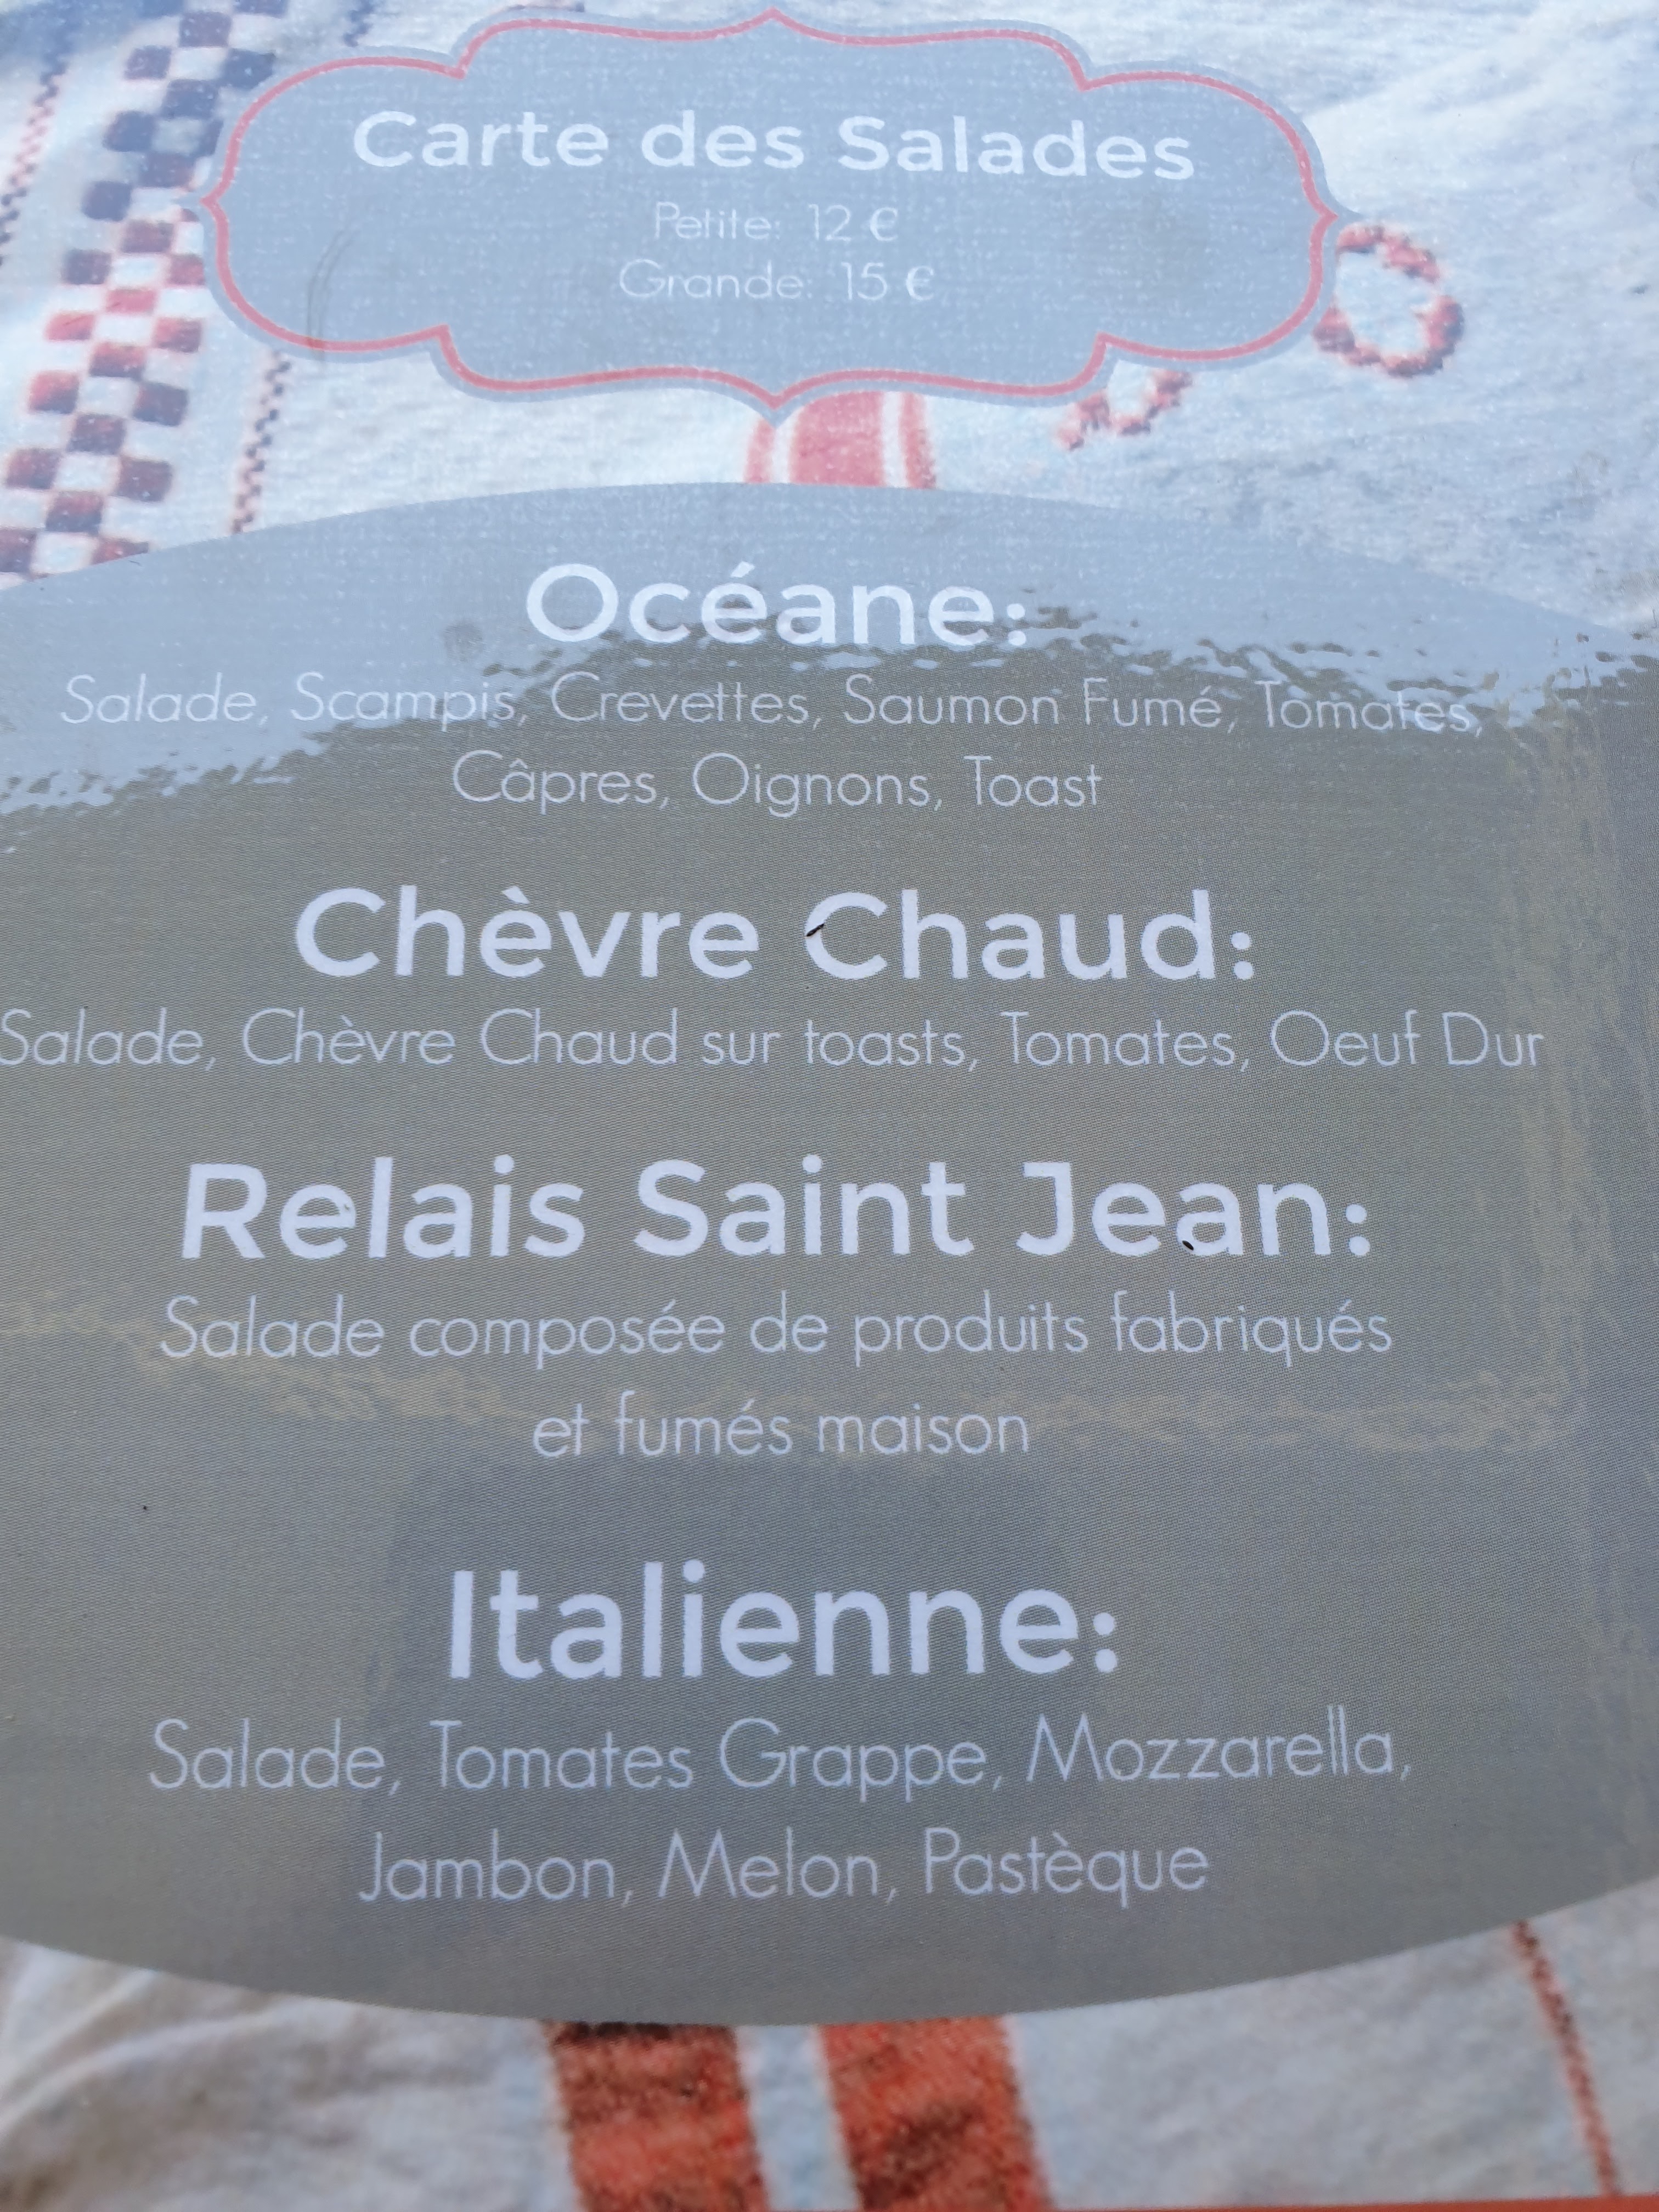 Carte des Salades
Petite: 12 €
Grande: 15 €
Océane:
Salade, Scampis, Crevettes, Saumon Fumé, Tomates,
Câpres, Oignons, Toast
Chèvre Chaud:
Salade, Chèvre Chaud sur toasts, Tomates, Oeuf Dur
Relais Saint Jean:
Salade composée de produits fabriqués
et fumés maison
Italienne:
Salade, Tomates Grappe, Mozzarella,
Jambon, Melon, Pastèque